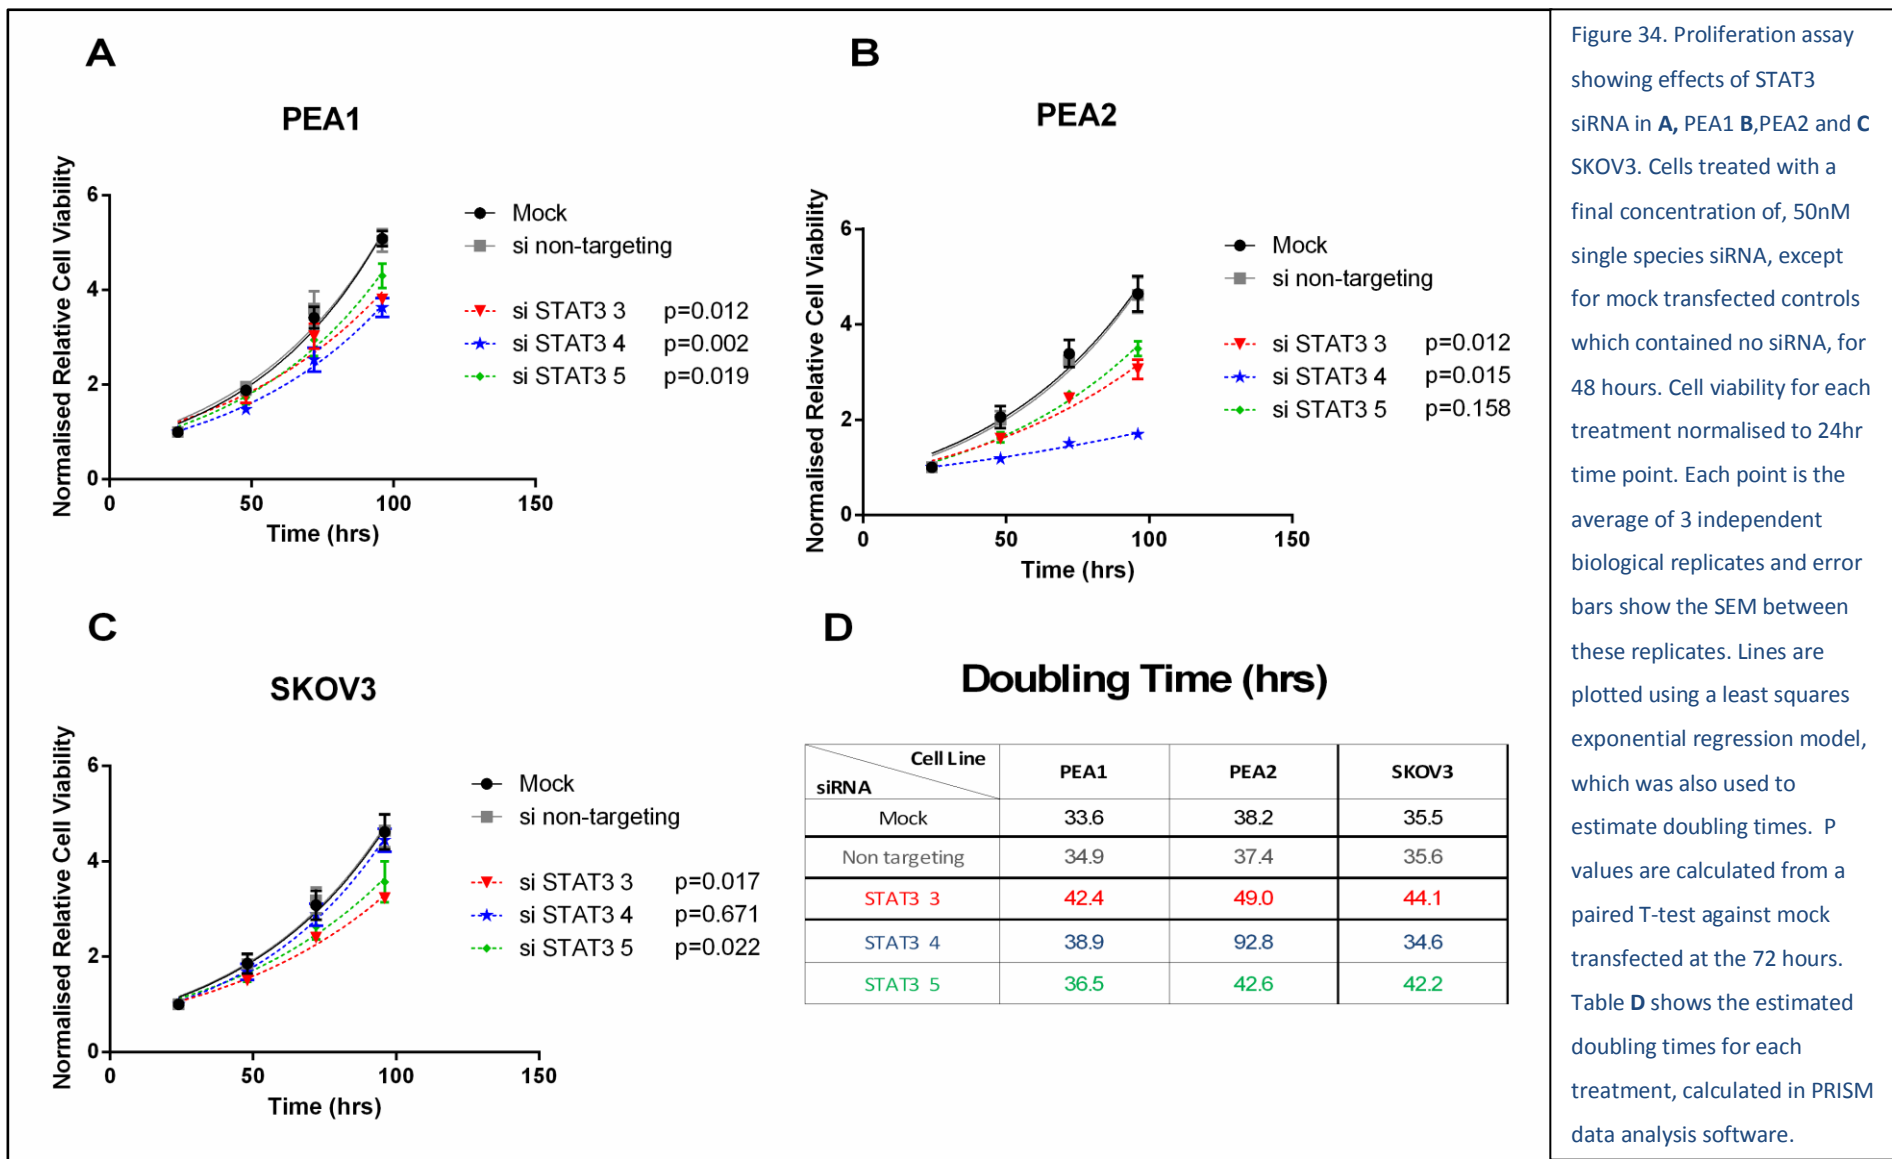 A
PEA1
Normalised Relative Cell Viability
6
4
2
0
0
50
100
150
Time (hrs)
Mock
si non-targeting
si STAT3 3 p=0.012
si STAT3 4 p=0.002
si STAT3 5 p=0.019
B
PEA2
Normalised Relative Cell Viability
6
4
2
0
0
50
100
150
Time (hrs)
Mock
si non-targeting
si STAT3 3 p=0.012
si STAT3 4 p=0.015
si STAT3 5 p=0.158
C
SKOV3
Normalised Relative Cell Viability
6
4
2
0
0
50
100
150
Time (hrs)
Mock
si non-targeting
si STAT3 3 p=0.017
si STAT3 4 p=0.671
si STAT3 5 p=0.022
D
Doubling Time (hrs)
Cell Line PEA1 PEA2 SKOV3
siRNA
Mock 33.6 38.2 35.5
Non targeting 34.9 37.4 35.6
STAT3 3 42.4 49.0 44.1
STAT3 4 38.9 92.8 34.6
STAT3 5 36.5 42.6 42.2
Figure 34. Proliferation assay
showing effects of STAT3
siRNA in A, PEA1 B,PEA2 and C
SKOV3. Cells treated with a
final concentration of, 50nM
single species siRNA, except
for mock transfected controls
which contained no siRNA, for
48 hours. Cell viability for each
treatment normalised to 24hr
time point. Each point is the
average of 3 independent
biological replicates and error
bars show the SEM between
these replicates. Lines are
plotted using a least squares
exponential regression model,
which was also used to
estimate doubling times. P
values are calculated from a
paired T-test against mock
transfected at the 72 hours.
Table D shows the estimated
doubling times for each
treatment, calculated in PRISM
data analysis software.